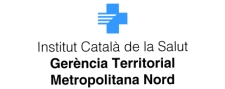 Institut Català de la Salut
Gerència Territorial
Metropolitana Nord